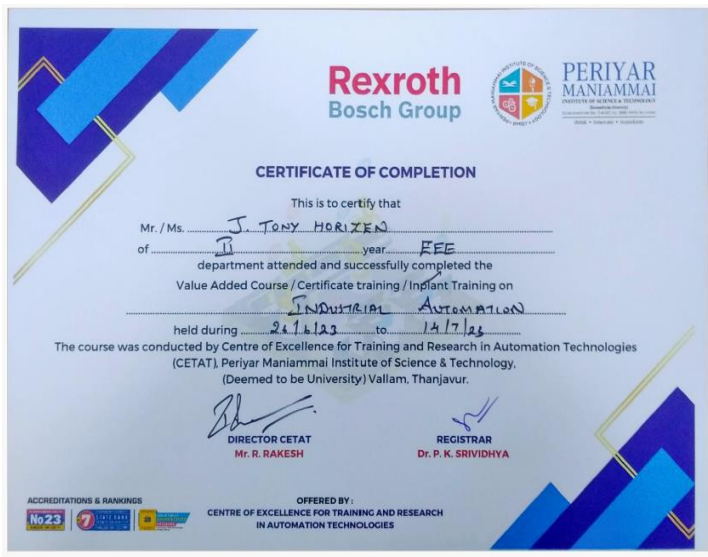 Rexroth
Bosch Group
PERIYAR
MANIAMMAI
INSTITUTE OF SCIENCE & TECHNOLOGY
CERTIFICATE OF COMPLETION
This is to certify that
Mr. / Ms. J. TONY HORIZEN
of II year EEE
department attended and successfully completed the
Value Added Course / Certificate training / Inplant Training on
INDUSTRIAL AUTOMATION
held during 26/6/23 to 14/7/23
The course was conducted by Centre of Excellence for Training and Research in Automation Technologies
(CETAT), Periyar Maniammai Institute of Science & Technology,
(Deemed to be University) Vallam, Thanjavur.
DIRECTOR CETAT
Mr. R. RAKESH
REGISTRAR
Dr. P. K. SRIVIDHYA
ACCREDITATIONS & RANKINGS
No 23
7
STATE RANK
OFFERED BY :
CENTRE OF EXCELLENCE FOR TRAINING AND RESEARCH
IN AUTOMATION TECHNOLOGIES